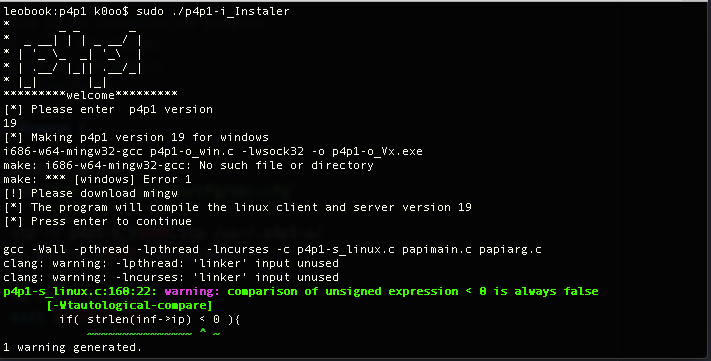 leobook:p4p1 k0oo$ sudo ./p4p1-i_Instaler
*
*        _ _         _
*   _ __| | |  _ __ / |
*  | '_ \_  _|| '_ \  |
*  | |_) / |_|| |_)/_|
*  |_|        |_|
*********welcome*********
[*] Please enter  p4p1 version
19
[*] Making p4p1 version 19 for windows
i686-w64-mingw32-gcc p4p1-o_win.c -lwsock32 -o p4p1-o_Vx.exe
make: i686-w64-mingw32-gcc: No such file or directory
make: *** [windows] Error 1
[!] Please download mingw
[*] The program will compile the linux client and server version 19
[*] Press enter to continue
gcc -Wall -pthread -lpthread -lncurses -c p4p1-s_linux.c papimain.c papiarg.c
clang: warning: -lpthread: 'linker' input unused
clang: warning: -lncurses: 'linker' input unused
p4p1-s_linux.c:160:22: warning: comparison of unsigned expression < 0 is always false
      [-Wtautological-compare]
        if( strlen(inf->ip) < 0 ){
            ~~~~~~~~~~~~~~~ ^ ~
1 warning generated.